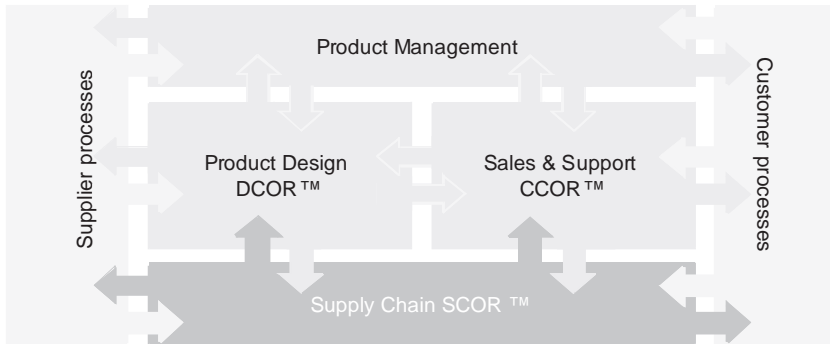 Product Management
Supplier processes
Product Design
DCOR™
Sales & Support
CCOR™
Customer processes
Supply Chain SCOR ™